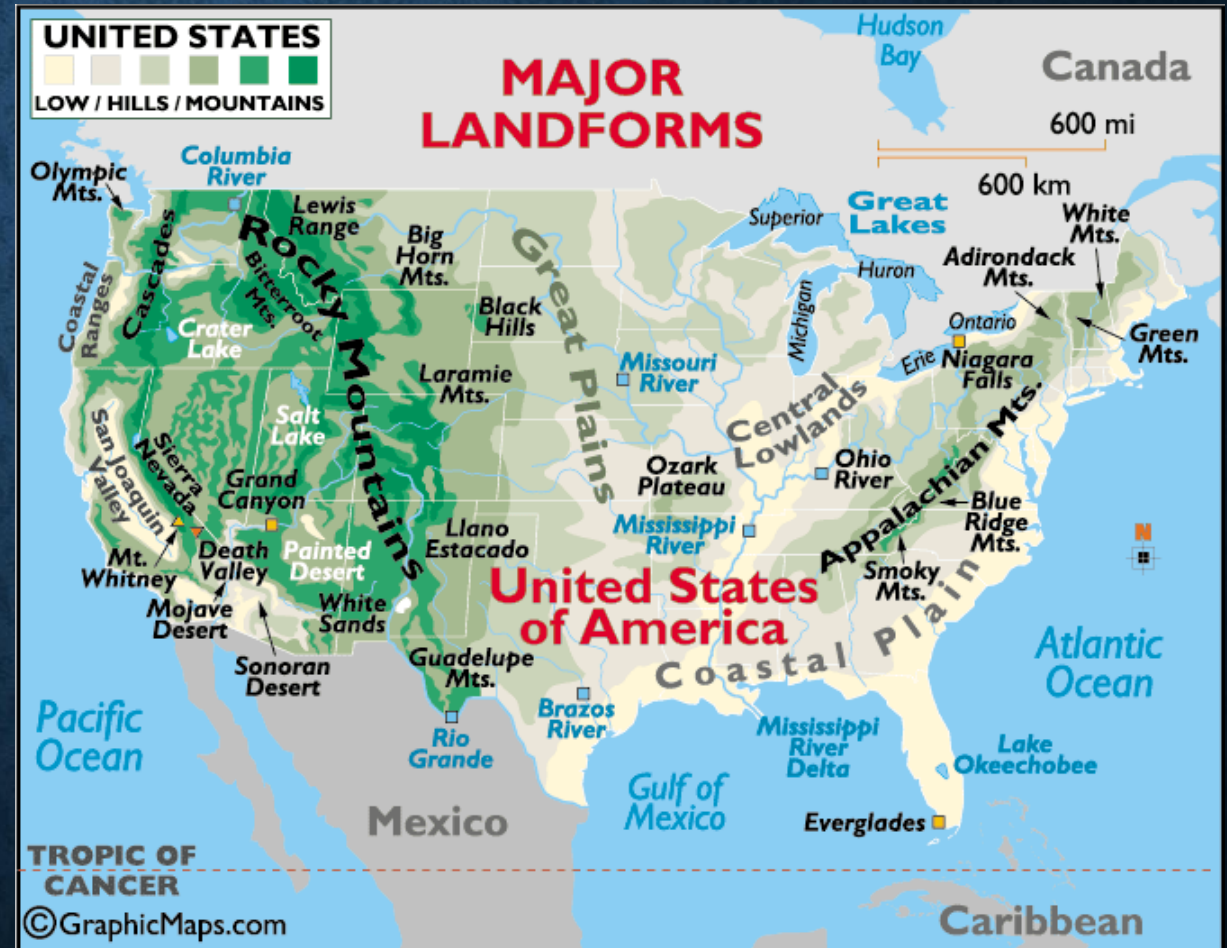 UNITED STATES
LOW / HILLS / MOUNTAINS
MAJOR
LANDFORMS
Hudson
Bay
Canada
600 mi
600 km
Olympic
Mts.
Columbia
River
Lewis
Range
Rocky Mountains
Cascades
Coastal
Ranges
Bitterroot
Mts.
Big
Horn
Mts.
Great Plains
Black
Hills
Superior
Great
Lakes
White
Mts.
Adirondack
Mts.
Huron
Michigan
Ontario
Erie
Niagara
Falls
Green
Mts.
Crater
Lake
Laramie
Mts.
Missouri
River
Central
Lowlands
Salt
Lake
San Joaquin
Valley
Sierra
Nevada
Grand
Canyon
Ozark
Plateau
Ohio
River
Appalachian Mts.
Blue
Ridge
Mts.
Mississippi
River
Llano
Estacado
Mt.
Whitney
Death
Valley
Painted
Desert
Smoky
Mts.
N
Mojave
Desert
White
Sands
United States
of America
Sonoran
Desert
Guadelupe
Mts.
Coastal Plain
Atlantic
Ocean
Pacific
Ocean
Rio
Grande
Brazos
River
Mississippi
River
Delta
Lake
Okeechobee
Gulf of
Mexico
Mexico
Everglades
TROPIC OF
CANCER
©GraphicMaps.com
Caribbean